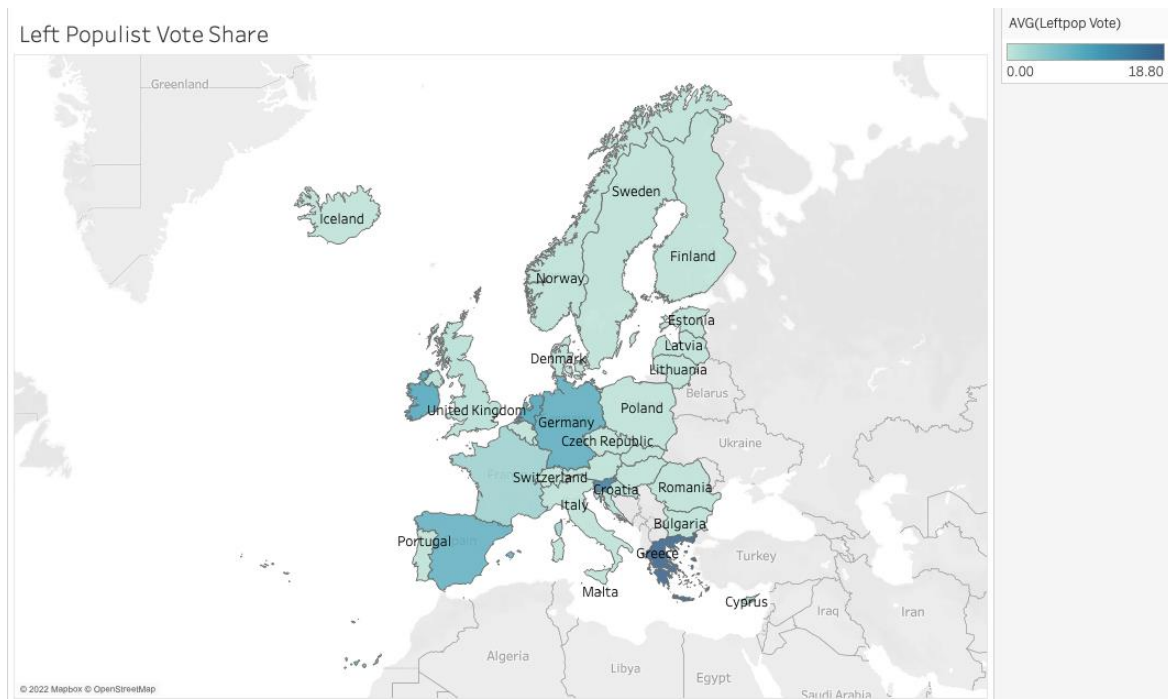 Left Populist Vote Share
AVG(Leftpop Vote)
0.00 18.80
Greenland
Iceland
Sweden
Finland
Norway
Estonia
Latvia
Denmark
Lithuania
Belarus
United Kingdom
Poland
Germany
Ukraine
Czech Republic
Switzerland
Croatia
Romania
Italy
Bulgaria
Portugal
Greece
Turkey
Malta
Cyprus
Iraq
Iran
Algeria
Libya
Egypt
Saudi Arabia
© 2022 Mapbox © OpenStreetMap